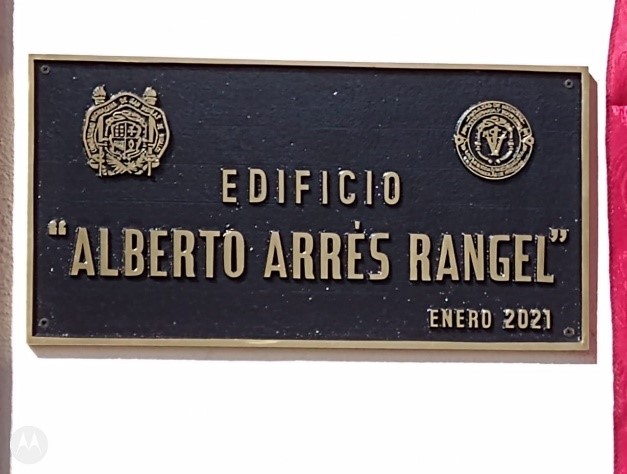 EDIFICIO
"ALBERTO ARRÉS RANGEL"
ENERO 2021